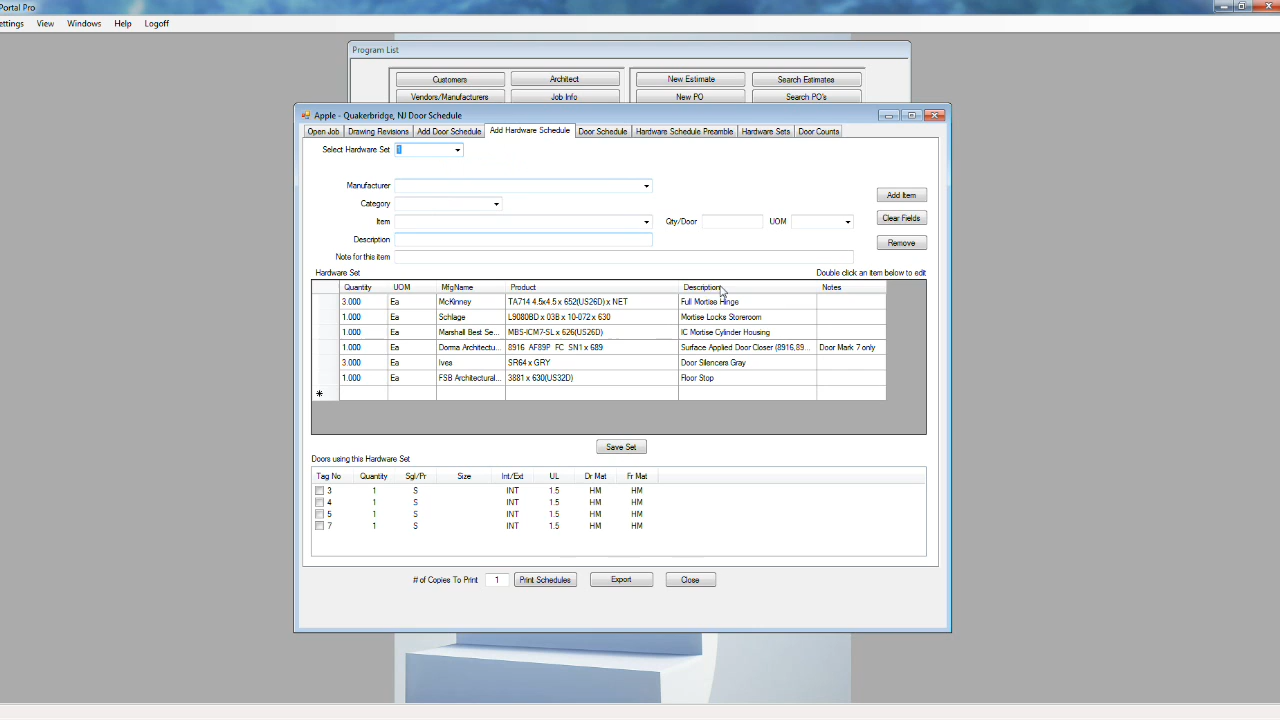 Portal Pro
ettings View Windows Help Logoff
Program List
Customers Architect New Estimate Search Estimates
Vendors/Manufacturers Job Info New PO Search PO's
Apple - Quakerbridge, NJ Door Schedule
Open Job Drawing Revisions Add Door Schedule Add Hardware Schedule Door Schedule Hardware Schedule Preamble Hardware Sets Door Counts
Select Hardware Set 1
Manufacturer
Add Item
Category
Item Qty/Door UOM Clear Fields
Description
Remove
Note for this item
Hardware Set Double click an item below to edit
Quantity UOM MfgName Product Description Notes
3.000 Ea McKinney TA714 4.5x4.5 x 652(US26D) x NET Full Mortise Hinge
1.000 Ea Schlage L9080BD x 03B x 10-072 x 630 Mortise Locks Storeroom
1.000 Ea Marshall Best Se... MBS-ICM7-SL x 626(US26D) IC Mortise Cylinder Housing
1.000 Ea Dorma Architectu... 8916 AF89P FC SN1 x 689 Surface Applied Door Closer (8916,89... Door Mark 7 only
3.000 Ea Ives SR64 x GRY Door Silencers Gray
1.000 Ea FSB Architectural... 3881 x 630(US32D) Floor Stop
Save Set
Doors using this Hardware Set
Tag No Quantity Sgl/Pr Size Int/Ext UL Dr Mat Fr Mat
3 1 S INT 1.5 HM HM
4 1 S INT 1.5 HM HM
5 1 S INT 1.5 HM HM
7 1 S INT 1.5 HM HM
# of Copies To Print 1 Print Schedules Export Close